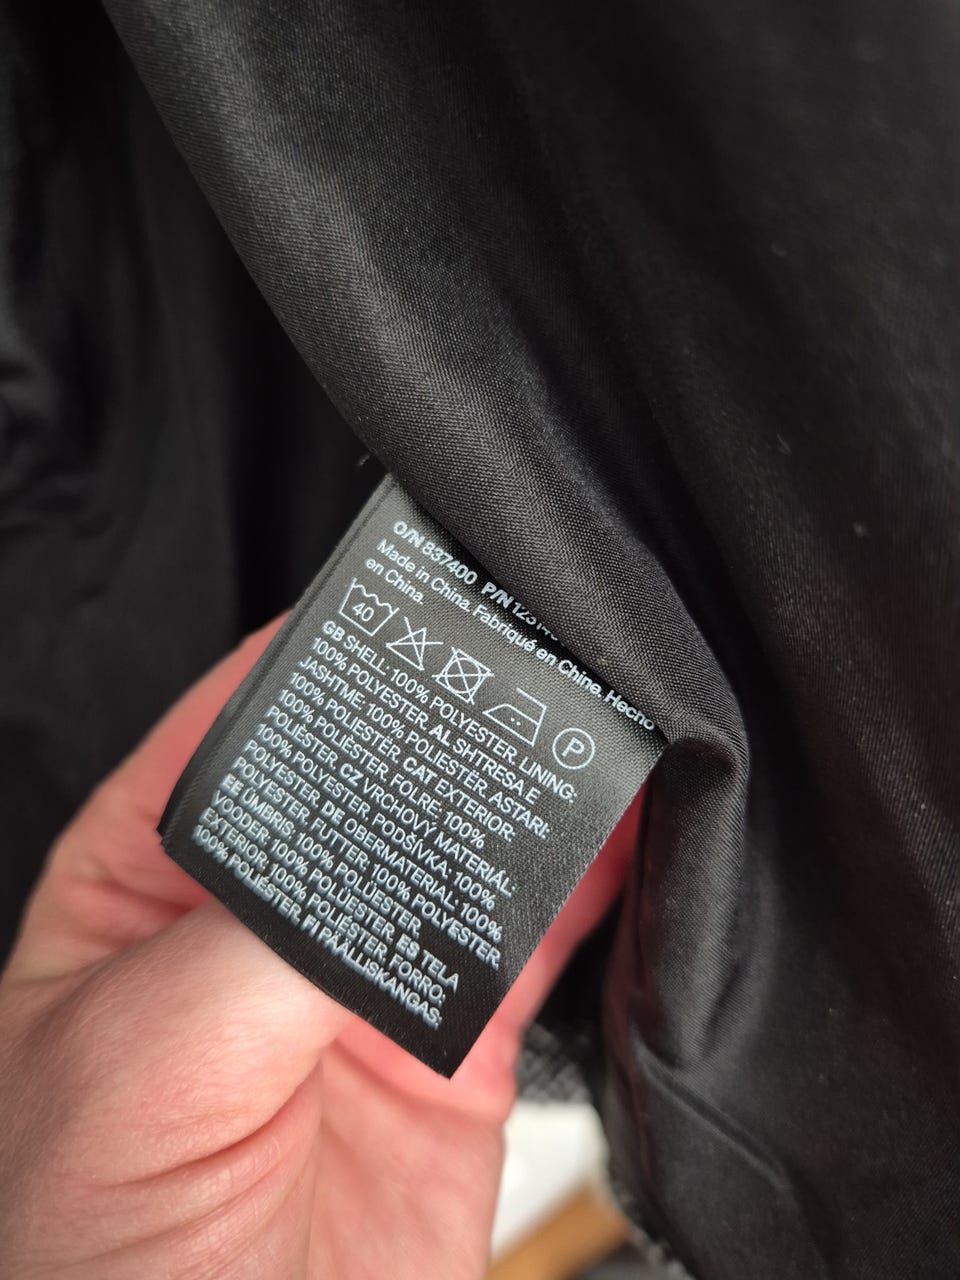 O/N 837400 P/N
Made in China. Fabriqué en Chine. Hecho
en China.
40
P
GB SHELL: 100% POLYESTER, LINING:
100% POLYESTER, AL SHTRESA E
JASHTME: 100% POLIESTËR, ASTARI:
100% POLIESTËR, CAT EXTERIOR:
100% POLIÈSTER, FOLRE: 100%
POLIÈSTER, CZ VRCHOVÝ MATERIÁL:
100% POLYESTER, PODŠÍVKA: 100%
POLYESTER, DE OBERMATERIAL: 100%
POLYESTER, FUTTER: 100% POLYESTER,
EE ÜMBRIS: 100% POLÜESTER,
VOODER: 100% POLÜESTER, ES TELA
EXTERIOR: 100% POLIÉSTER, FORRO:
100% POLIÉSTER, FI PÄÄLLISKANGAS: